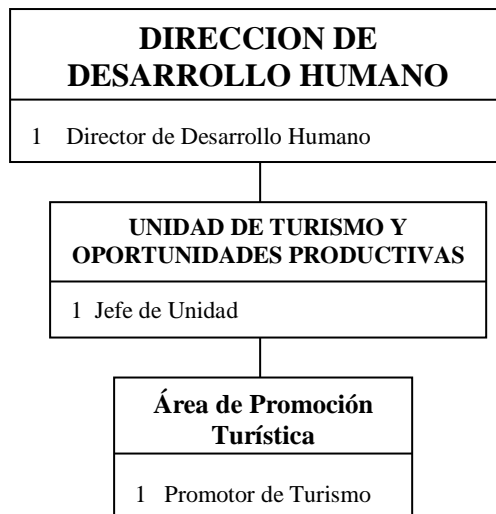 DIRECCION DE
DESARROLLO HUMANO
1 Director de Desarrollo Humano
UNIDAD DE TURISMO Y
OPORTUNIDADES PRODUCTIVAS
1 Jefe de Unidad
Área de Promoción
Turística
1 Promotor de Turismo